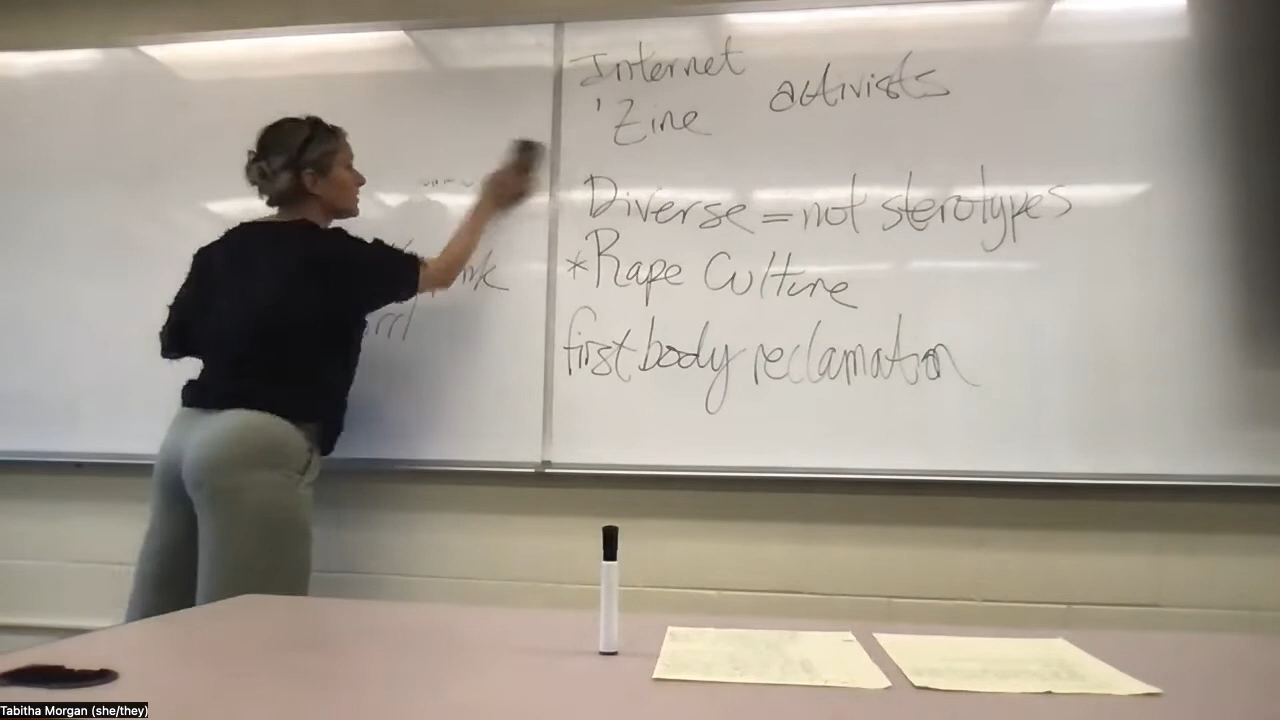 Internet
'Zine activists
Diverse = not sterotypes
*Rape Culture
first body reclamation
Tabitha Morgan (she/they)